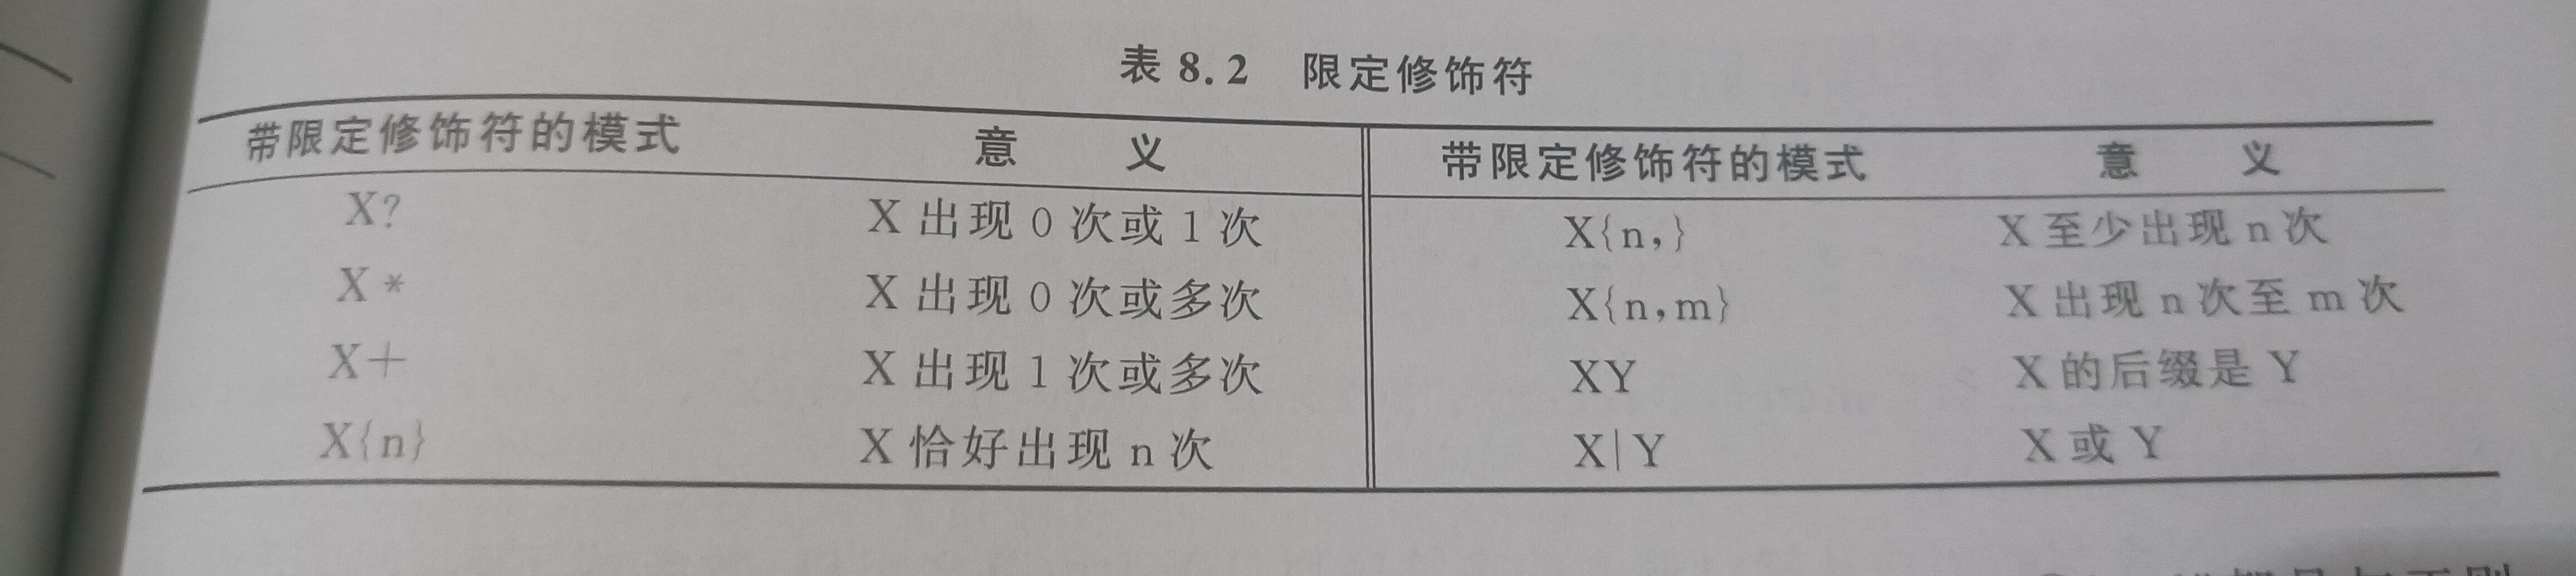 表 8.2 限定修饰符
带限定修饰符的模式 意 义 带限定修饰符的模式 意 义
X? X 出现 0 次或 1 次 X{n,} X 至少出现 n 次
X* X 出现 0 次或多次 X{n,m} X 出现 n 次至 m 次
X+ X 出现 1 次或多次 XY X 的后缀是 Y
X{n} X 恰好出现 n 次 X|Y X 或 Y